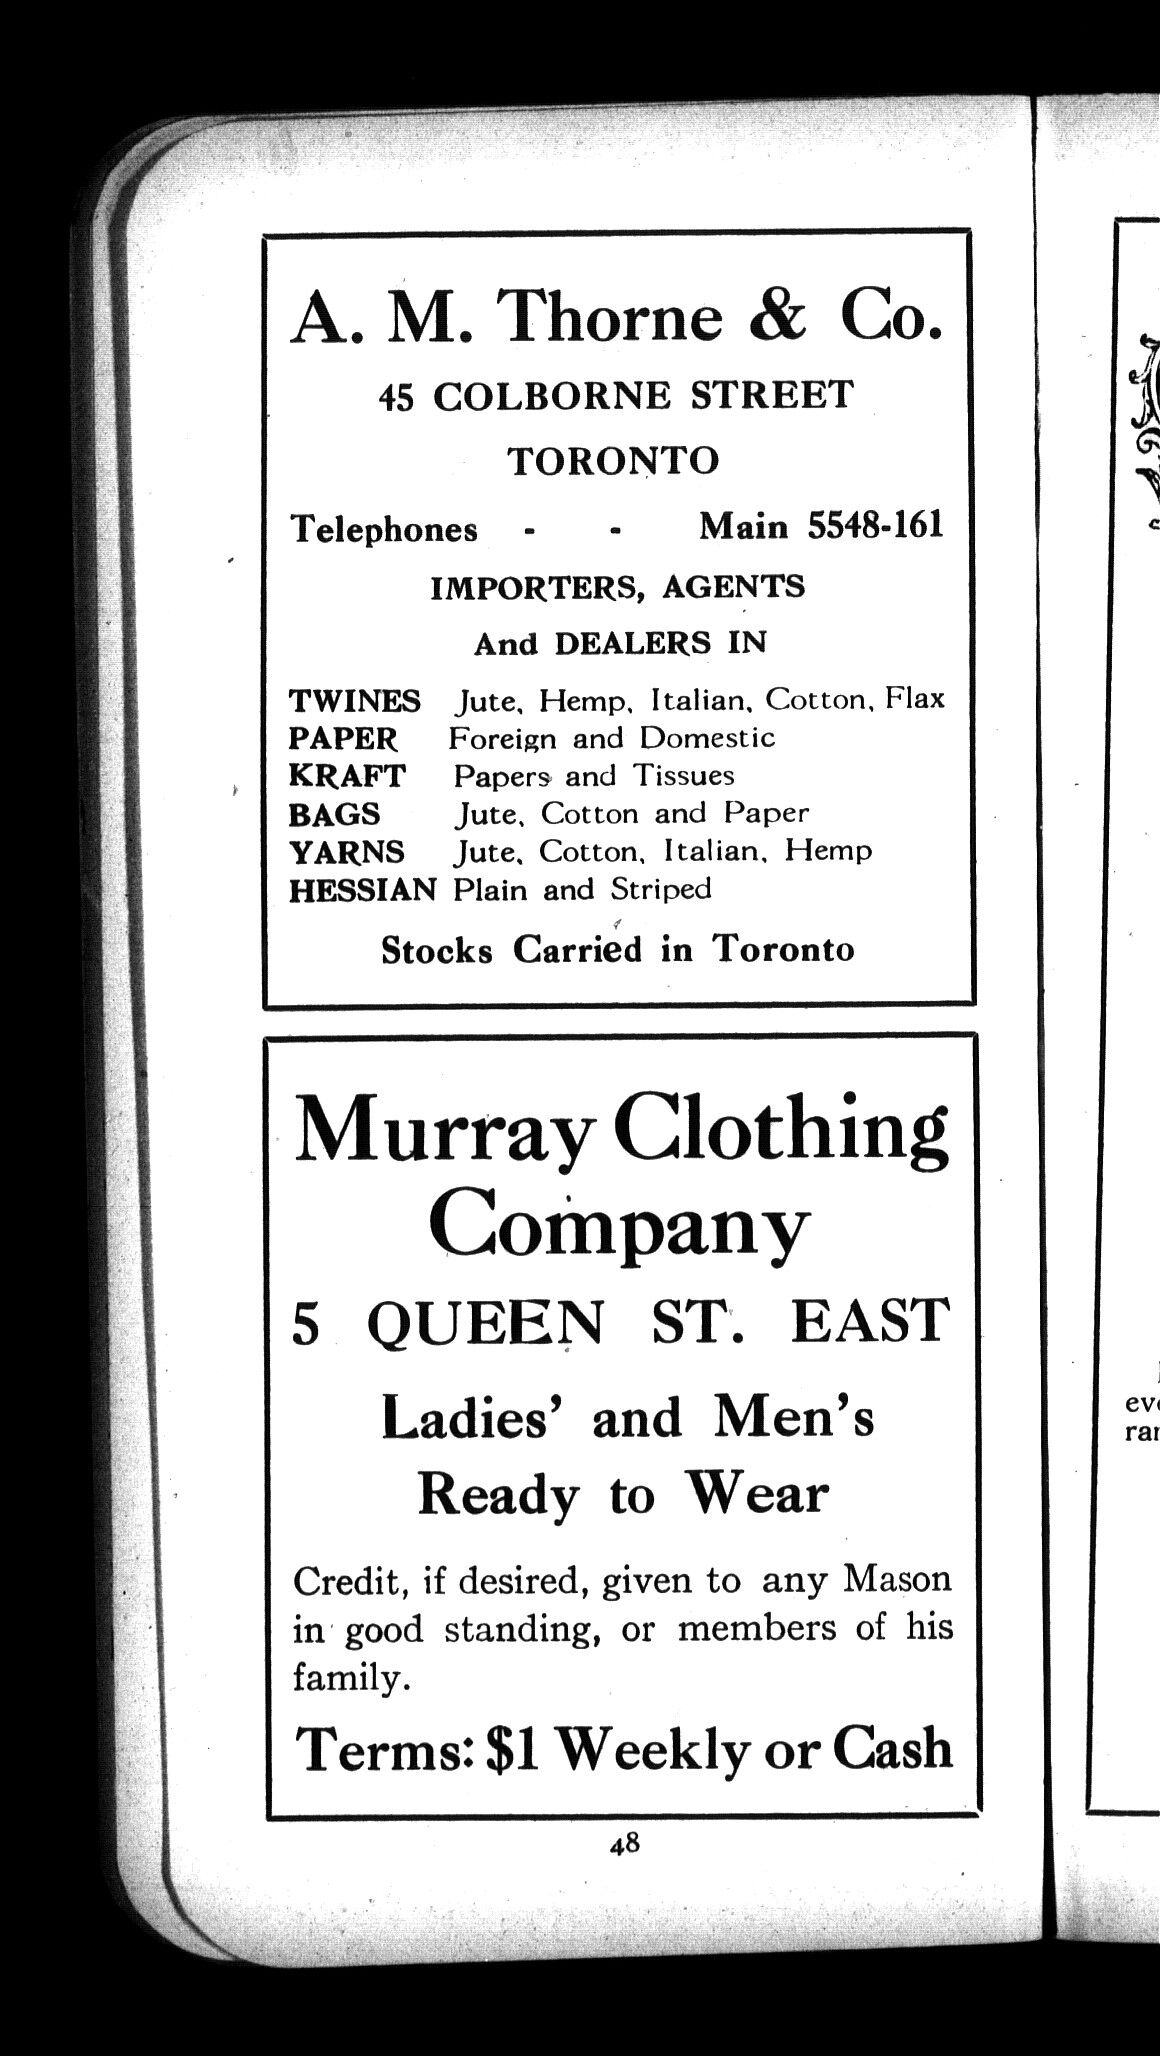 A. M. Thorne & Co.
45 COLBORNE STREET
TORONTO
Telephones - - Main 5548-161
IMPORTERS, AGENTS
And DEALERS IN
TWINES Jute, Hemp, Italian, Cotton, Flax
PAPER Foreign and Domestic
KRAFT Papers and Tissues
BAGS Jute, Cotton and Paper
YARNS Jute, Cotton, Italian, Hemp
HESSIAN Plain and Striped
Stocks Carried in Toronto
Murray Clothing
Company
5 QUEEN ST. EAST
Ladies' and Men's
Ready to Wear
Credit, if desired, given to any Mason
in good standing, or members of his
family.
Terms: $1 Weekly or Cash
48